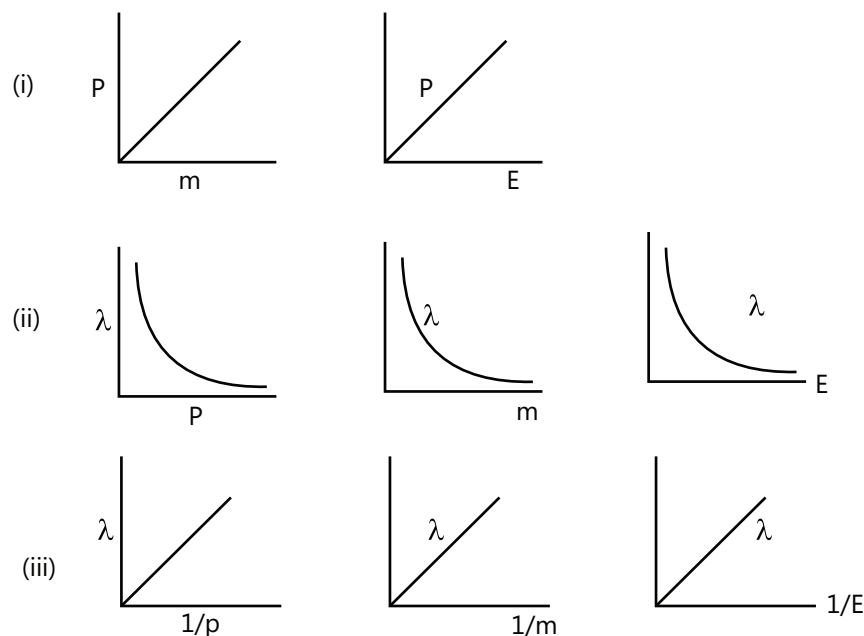 (i) P P
m E
(ii) λ λ λ
P m E
(iii) λ λ λ
1/p 1/m 1/E